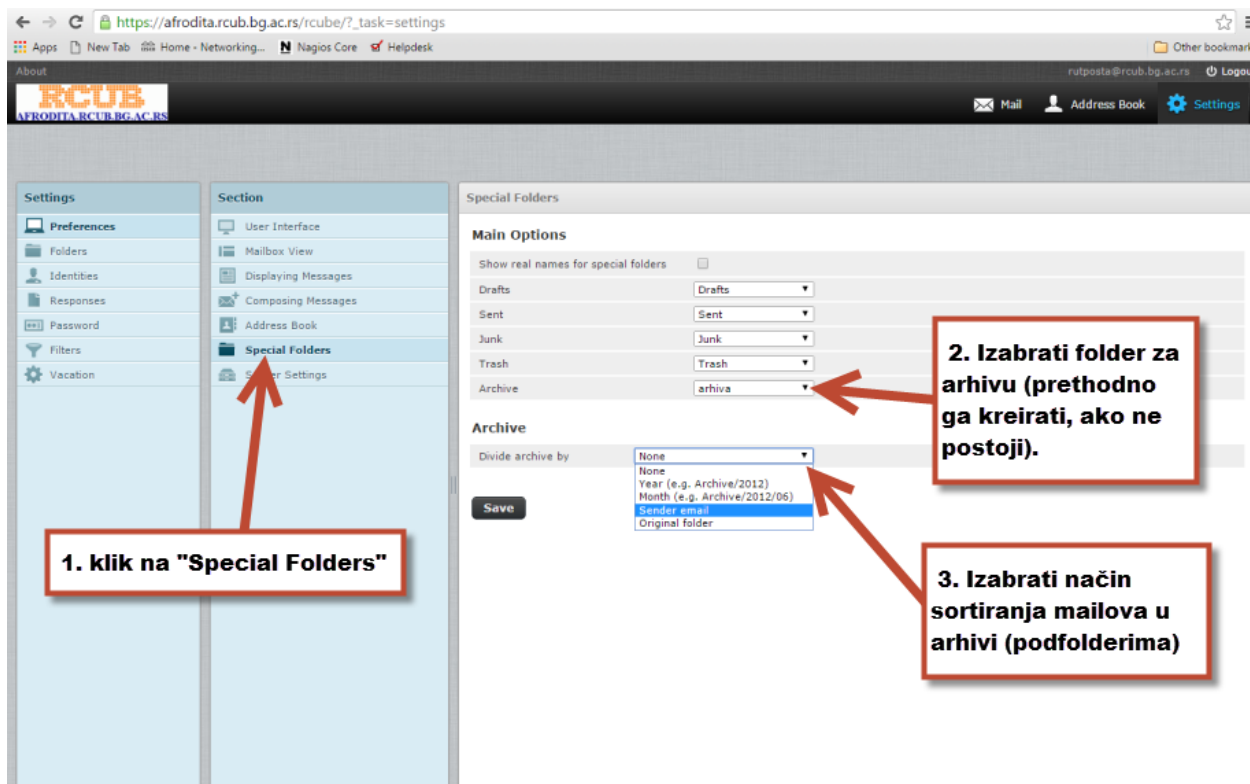 https://afrodita.rcub.bg.ac.rs/rcube/?_task=settings
Apps New Tab Home - Networking... Nagios Core Helpdesk Other bookmark
About rutposta@rcub.bg.ac.rs Logou
RCUB
AFRODITA.RCUB.BG.AC.RS
Mail Address Book Settings
Settings
Preferences
Folders
Identities
Responses
Password
Filters
Vacation
Section
User Interface
Mailbox View
Displaying Messages
Composing Messages
Address Book
Special Folders
Settings
Special Folders
Main Options
Show real names for special folders
Drafts Drafts
Sent Sent
Junk Junk
Trash Trash
Archive arhiva
Archive
Divide archive by None
None
Year (e.g. Archive/2012)
Month (e.g. Archive/2012/06)
Sender email
Original folder
Save
1. klik na "Special Folders"
2. Izabrati folder za
arhivu (prethodno
ga kreirati, ako ne
postoji).
3. Izabrati način
sortiranja mailova u
arhivi (podfolderima)